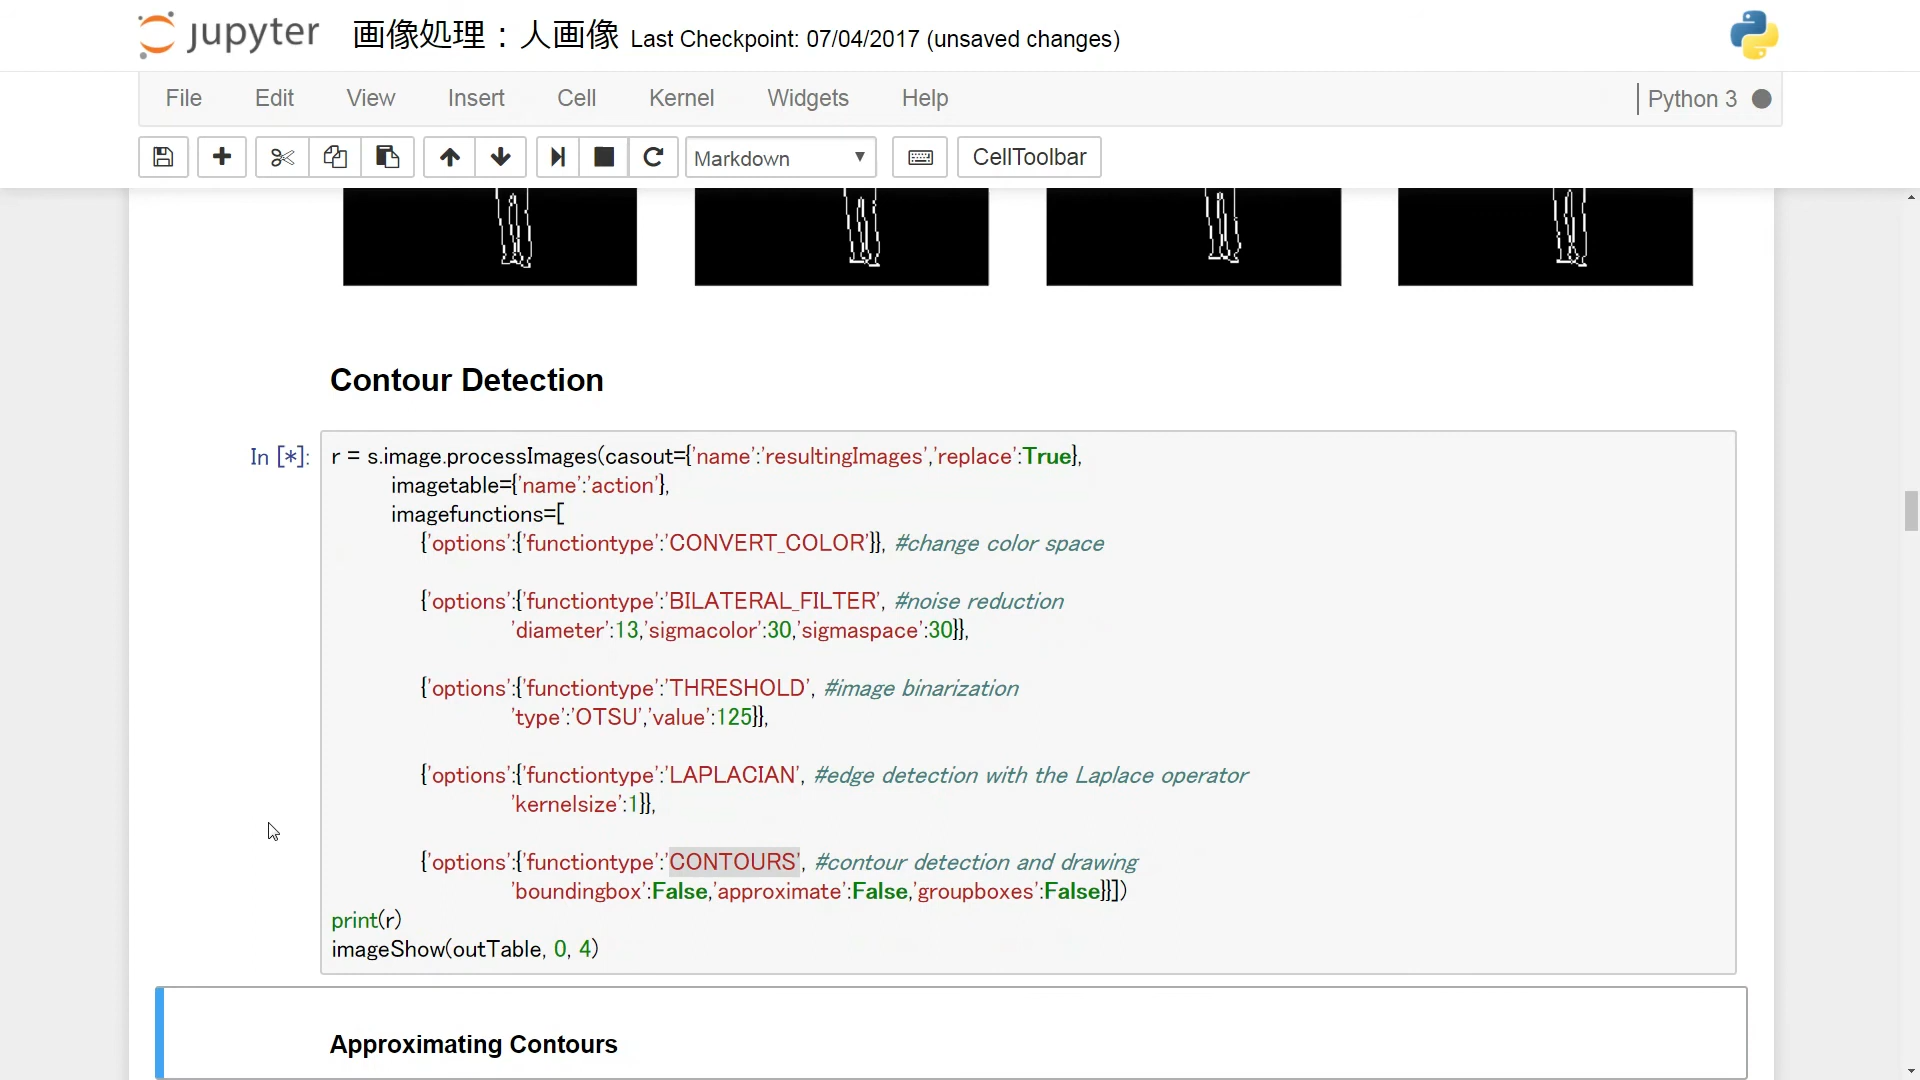 jupyter 画像処理：人画像 Last Checkpoint: 07/04/2017 (unsaved changes)
File Edit View Insert Cell Kernel Widgets Help Python 3
Markdown CellToolbar
Contour Detection
In [*]: r = s.image.processImages(casout={'name':'resultingImages','replace':True},
imagetable={'name':'action'},
imagefunctions=[
{'options':{'functiontype':'CONVERT_COLOR'}}, #change color space
{'options':{'functiontype':'BILATERAL_FILTER', #noise reduction
'diameter':13,'sigmacolor':30,'sigmaspace':30}},
{'options':{'functiontype':'THRESHOLD', #image binarization
'type':'OTSU','value':125}},
{'options':{'functiontype':'LAPLACIAN', #edge detection with the Laplace operator
'kernelsize':1}},
{'options':{'functiontype':'CONTOURS', #contour detection and drawing
'boundingbox':False,'approximate':False,'groupboxes':False}}])
print(r)
imageShow(outTable, 0, 4)
Approximating Contours